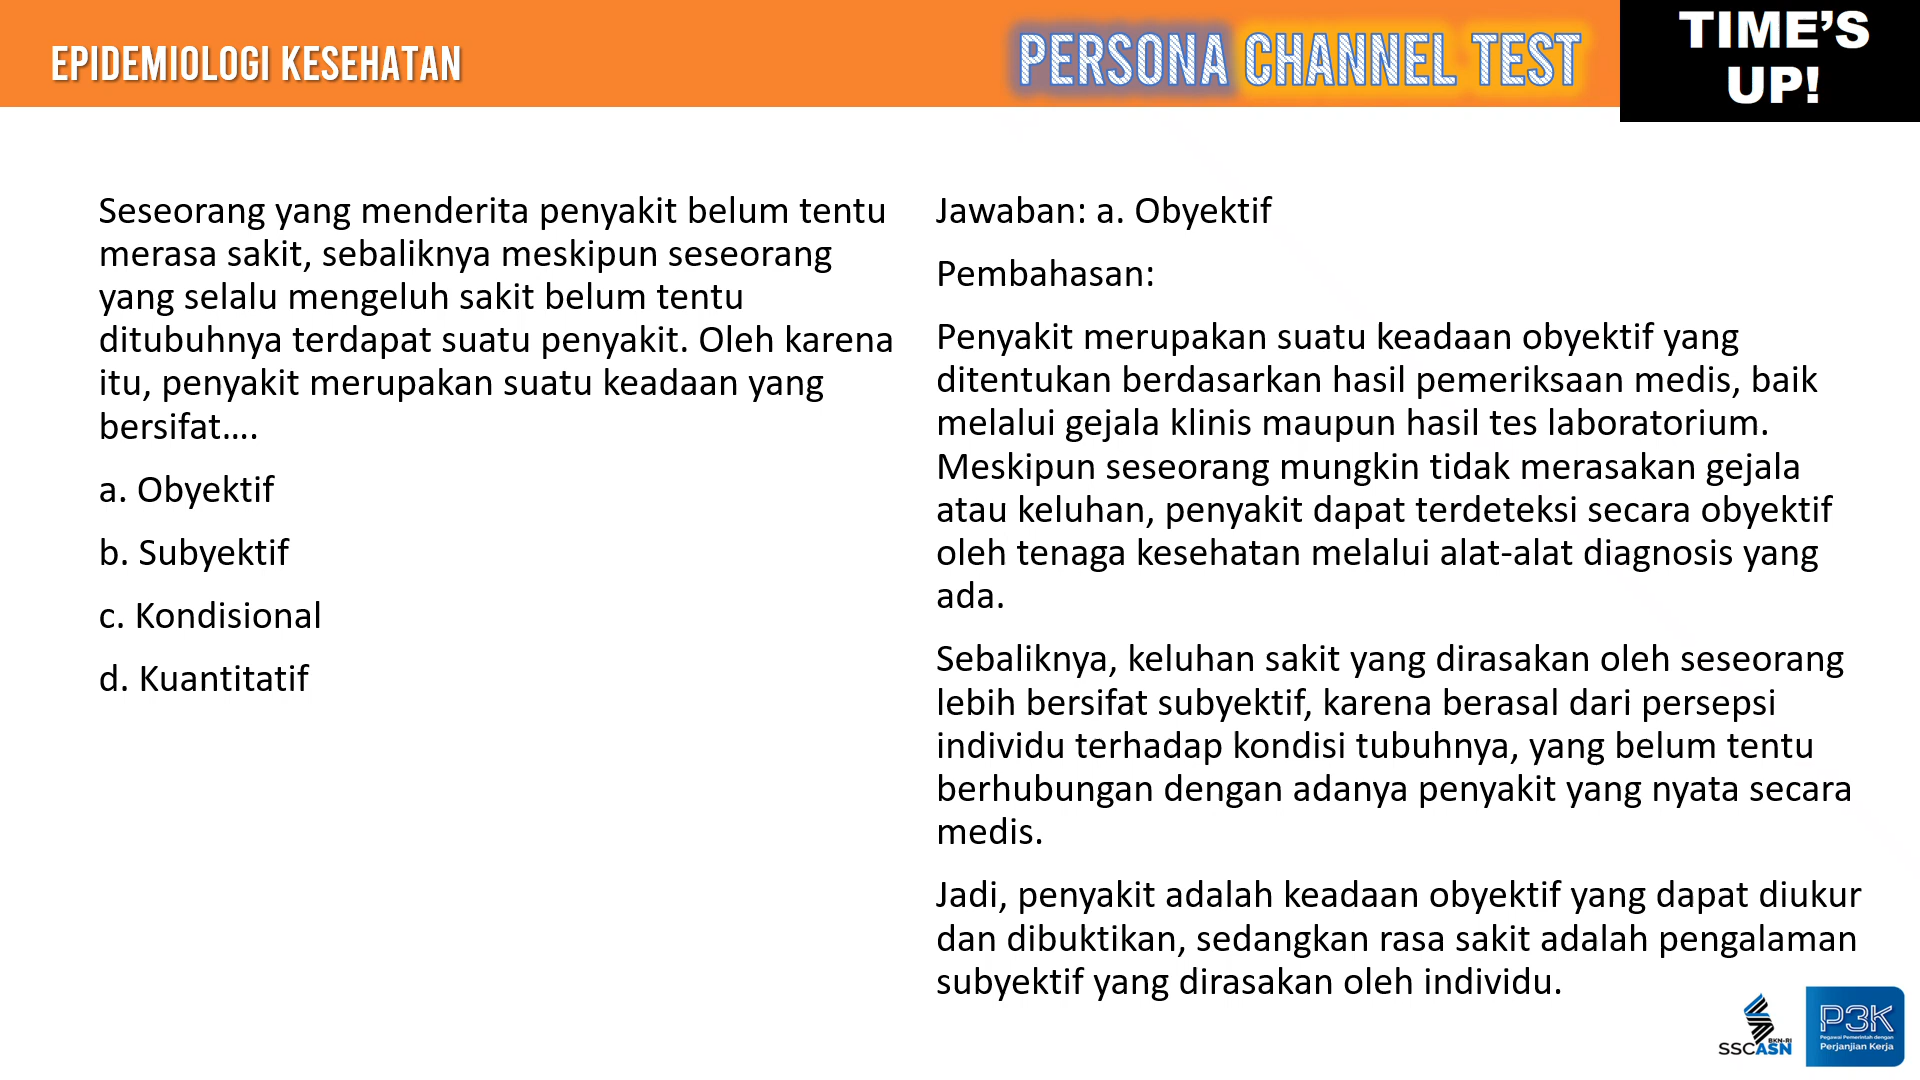 EPIDEMIOLOGI KESEHATAN
PERSONA CHANNEL TEST
TIME'S
UP!
Seseorang yang menderita penyakit belum tentu
merasa sakit, sebaliknya meskipun seseorang
yang selalu mengeluh sakit belum tentu
ditubuhnya terdapat suatu penyakit. Oleh karena
itu, penyakit merupakan suatu keadaan yang
bersifat....
a. Obyektif
b. Subyektif
c. Kondisional
d. Kuantitatif
Jawaban: a. Obyektif
Pembahasan:
Penyakit merupakan suatu keadaan obyektif yang
ditentukan berdasarkan hasil pemeriksaan medis, baik
melalui gejala klinis maupun hasil tes laboratorium.
Meskipun seseorang mungkin tidak merasakan gejala
atau keluhan, penyakit dapat terdeteksi secara obyektif
oleh tenaga kesehatan melalui alat-alat diagnosis yang
ada.
Sebaliknya, keluhan sakit yang dirasakan oleh seseorang
lebih bersifat subyektif, karena berasal dari persepsi
individu terhadap kondisi tubuhnya, yang belum tentu
berhubungan dengan adanya penyakit yang nyata secara
medis.
Jadi, penyakit adalah keadaan obyektif yang dapat diukur
dan dibuktikan, sedangkan rasa sakit adalah pengalaman
subyektif yang dirasakan oleh individu.
BKN-RI
SSCASN
P3K
Pegawai Pemerintah dengan
Perjanjian Kerja